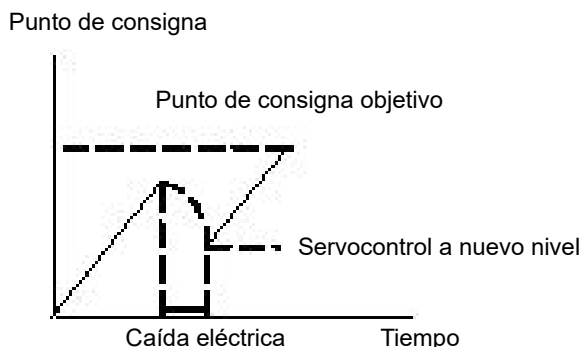 Punto de consigna
Punto de consigna objetivo
Servocontrol a nuevo nivel
Caída eléctrica
Tiempo